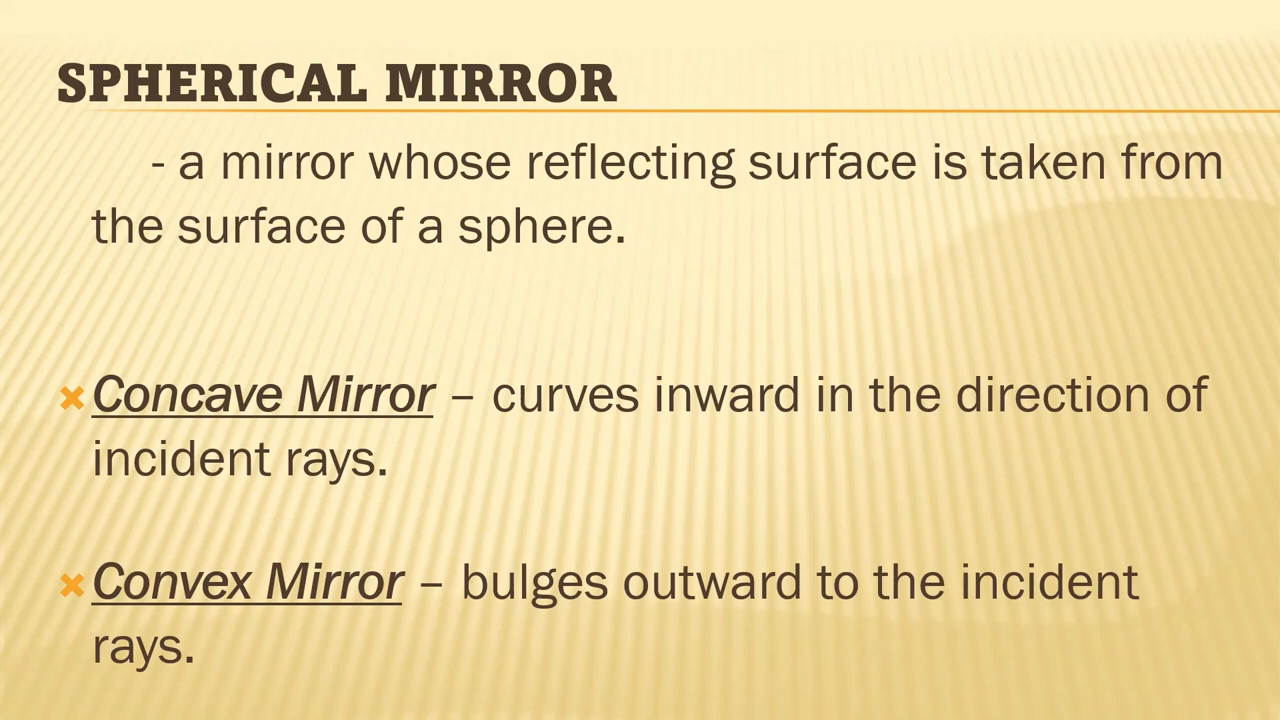 SPHERICAL MIRROR
- a mirror whose reflecting surface is taken from
the surface of a sphere.
Concave Mirror – curves inward in the direction of
incident rays.
Convex Mirror – bulges outward to the incident
rays.